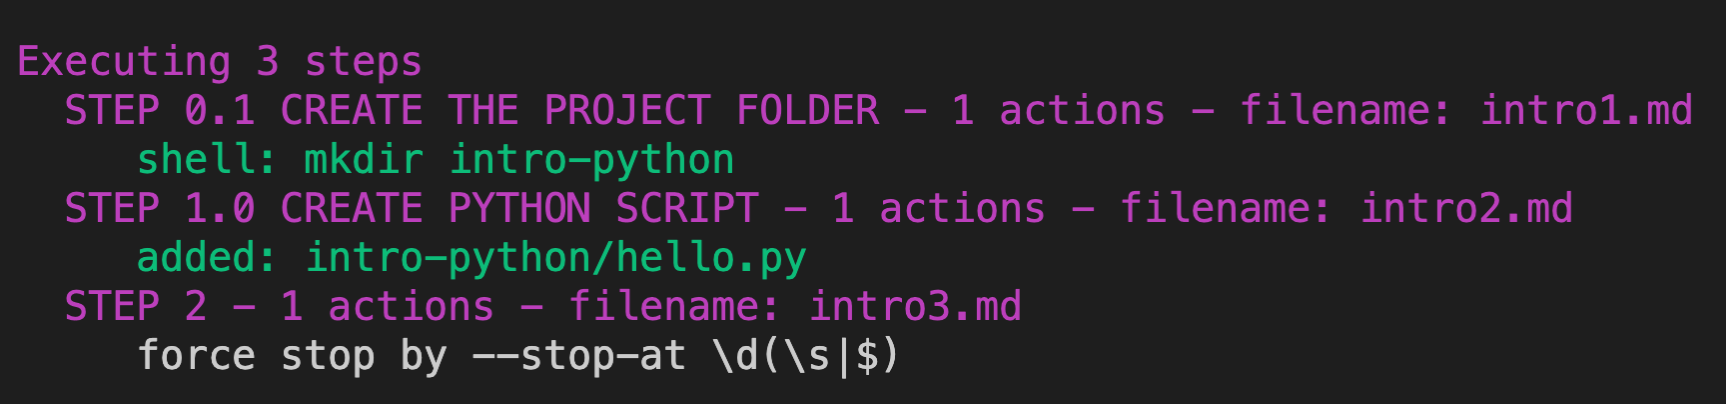 Executing 3 steps
STEP 0.1 CREATE THE PROJECT FOLDER - 1 actions - filename: intro1.md
shell: mkdir intro-python
STEP 1.0 CREATE PYTHON SCRIPT - 1 actions - filename: intro2.md
added: intro-python/hello.py
STEP 2 - 1 actions - filename: intro3.md
force stop by --stop-at \d(\s|$)